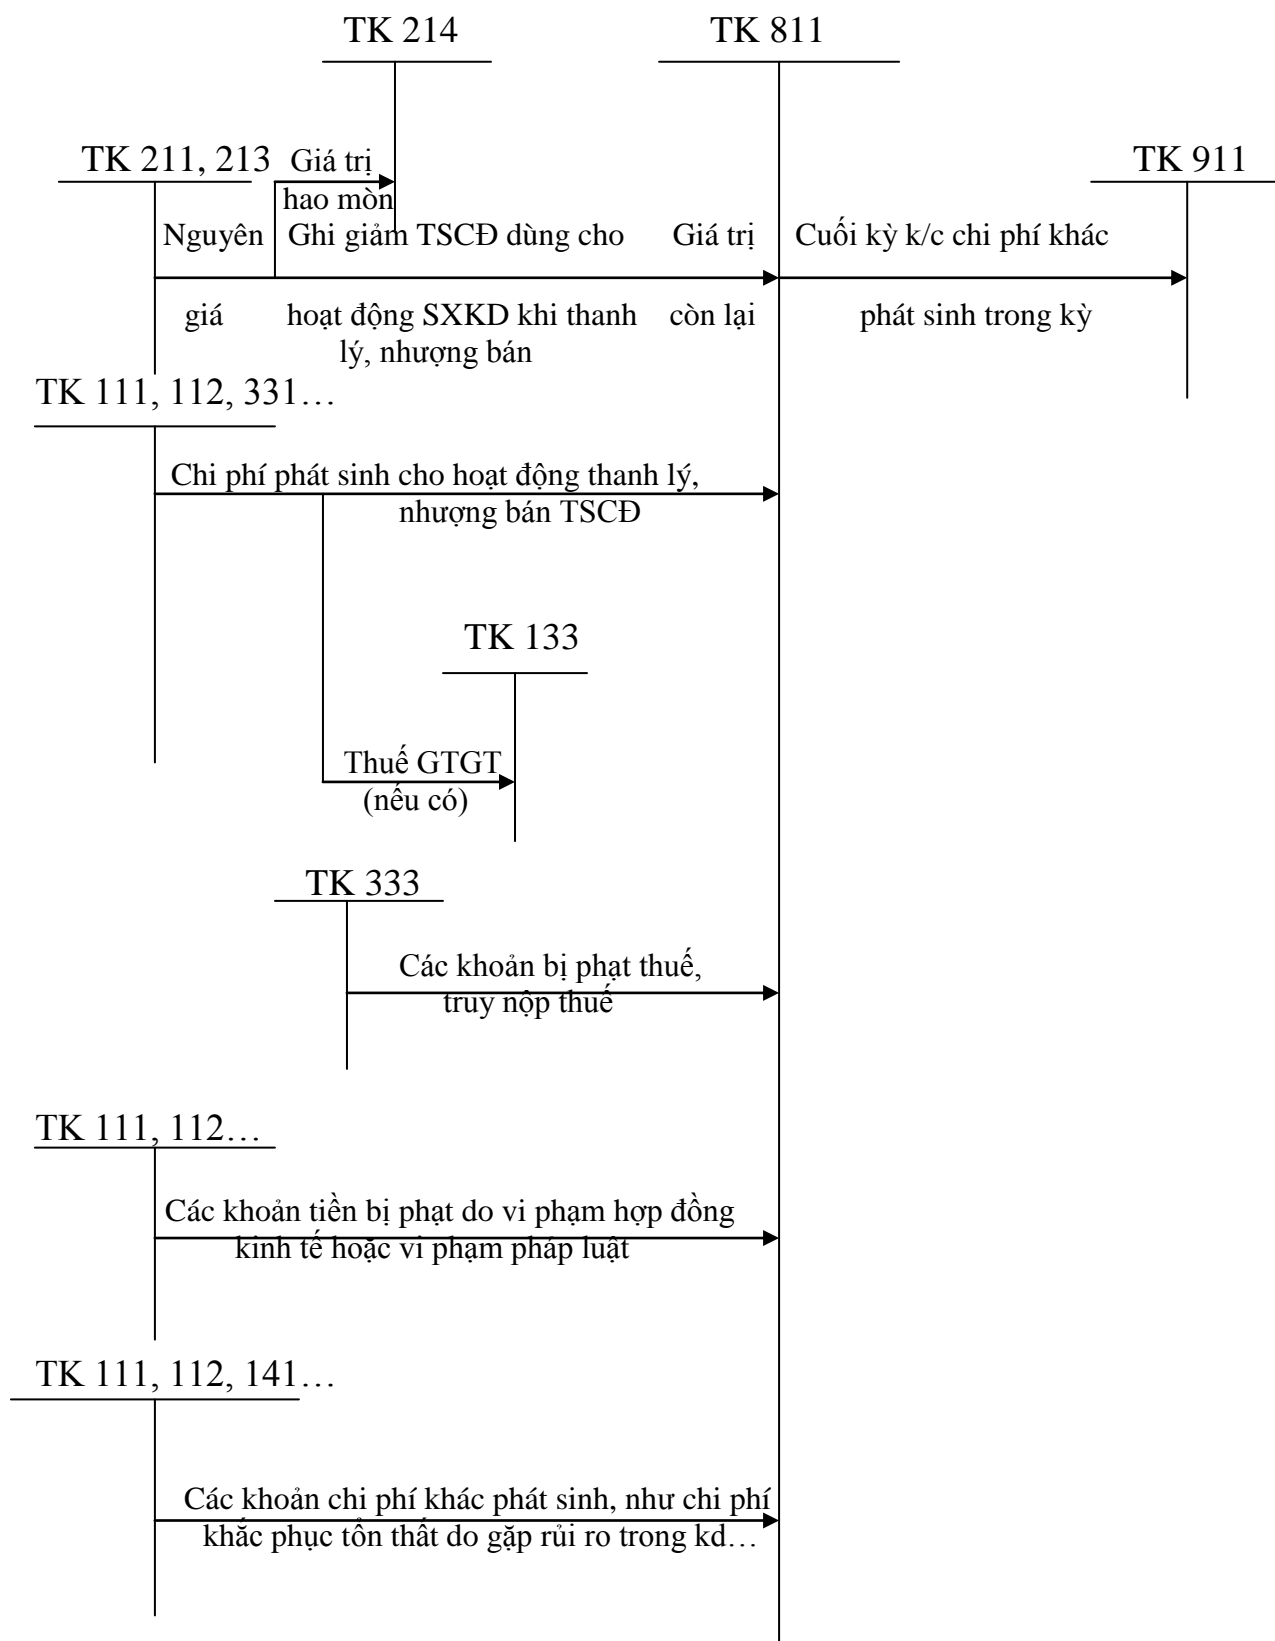 TK 214
TK 811
TK 211, 213
Giá trị
hao mòn
TK 911
Nguyên
Ghi giảm TSCĐ dùng cho
Giá trị
Cuối kỳ k/c chi phí khác
giá
hoạt động SXKD khi thanh
lý, nhượng bán
còn lại
phát sinh trong kỳ
TK 111, 112, 331…
Chi phí phát sinh cho hoạt động thanh lý,
nhượng bán TSCĐ
TK 133
Thuế GTGT
(nếu có)
TK 333
Các khoản bị phạt thuế,
truy nộp thuế
TK 111, 112…
Các khoản tiền bị phạt do vi phạm hợp đồng
kinh tế hoặc vi phạm pháp luật
TK 111, 112, 141…
Các khoản chi phí khác phát sinh, như chi phí
khắc phục tổn thất do gặp rủi ro trong kd…